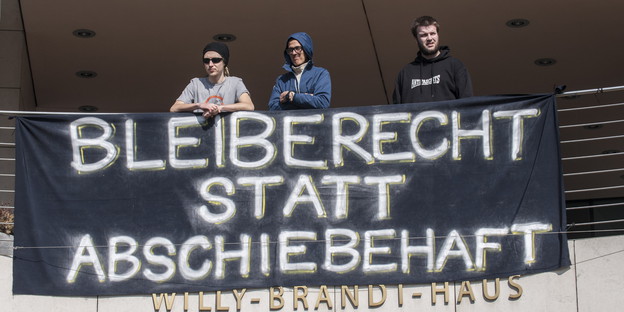 BLEIBERECHT
STATT
ABSCHIEBEHAFT
WILLY-BRANDT-HAUS